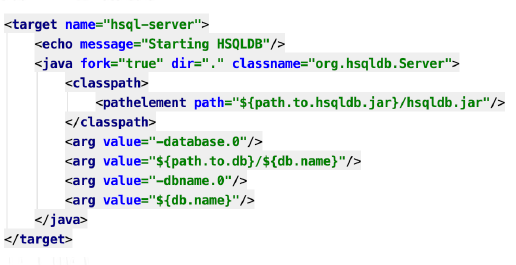 <target name="hsql-server">
<echo message="Starting HSQLDB"/>
<java fork="true" dir="." classname="org.hsqldb.Server">
<classpath>
<pathelement path="${path.to.hsqldb.jar}/hsqldb.jar"/>
</classpath>
<arg value="-database.0"/>
<arg value="${path.to.db}/${db.name}"/>
<arg value="-dbname.0"/>
<arg value="${db.name}"/>
</java>
</target>